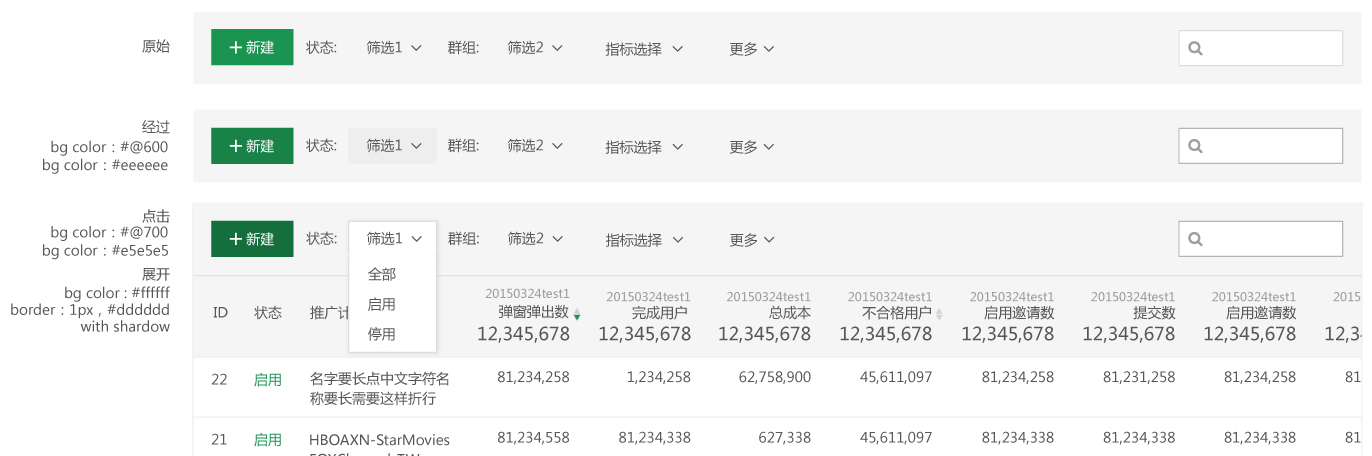 原始
+新建 状态: 筛选1 群组: 筛选2 指标选择 更多
经过
bg color : #@600
bg color : #eeeeee
+新建 状态: 筛选1 群组: 筛选2 指标选择 更多
点击
bg color : #@700
bg color : #e5e5e5
展开
bg color : #ffffff
border : 1px , #dddddd
with shardow
+新建 状态: 筛选1 群组: 筛选2 指标选择 更多
全部
启用
停用
20150324test1 20150324test1 20150324test1 20150324test1 20150324test1 20150324test1 20150324test1 2015
ID 状态 推广计 弹窗弹出数 完成用户 总成本 不合格用户 启用邀请数 提交数 启用邀请数
12,345,678 12,345,678 12,345,678 12,345,678 12,345,678 12,345,678 12,345,678 12,3
22 启用 名字要长点中文字符名 81,234,258 1,234,258 62,758,900 45,611,097 81,234,258 81,231,258 81,234,258 81
称要长需要这样折行
21 启用 HBOAXN-StarMovies 81,234,558 81,234,338 627,338 45,611,097 81,234,338 81,234,338 81,234,338 81